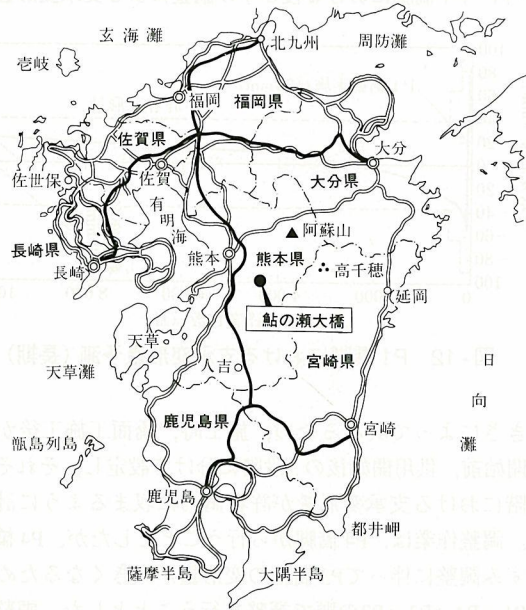 玄海灘
北九州
周防灘
壱岐
福岡
福岡県
佐賀県
佐世保
佐賀
大分
大分県
有明海
長崎県
長崎
熊本
阿蘇山
熊本県
高千穂
延岡
鮎の瀬大橋
天草
天草灘
人吉
宮崎県
日向灘
鹿児島県
宮崎
甑島列島
鹿児島
都井岬
薩摩半島
大隅半島